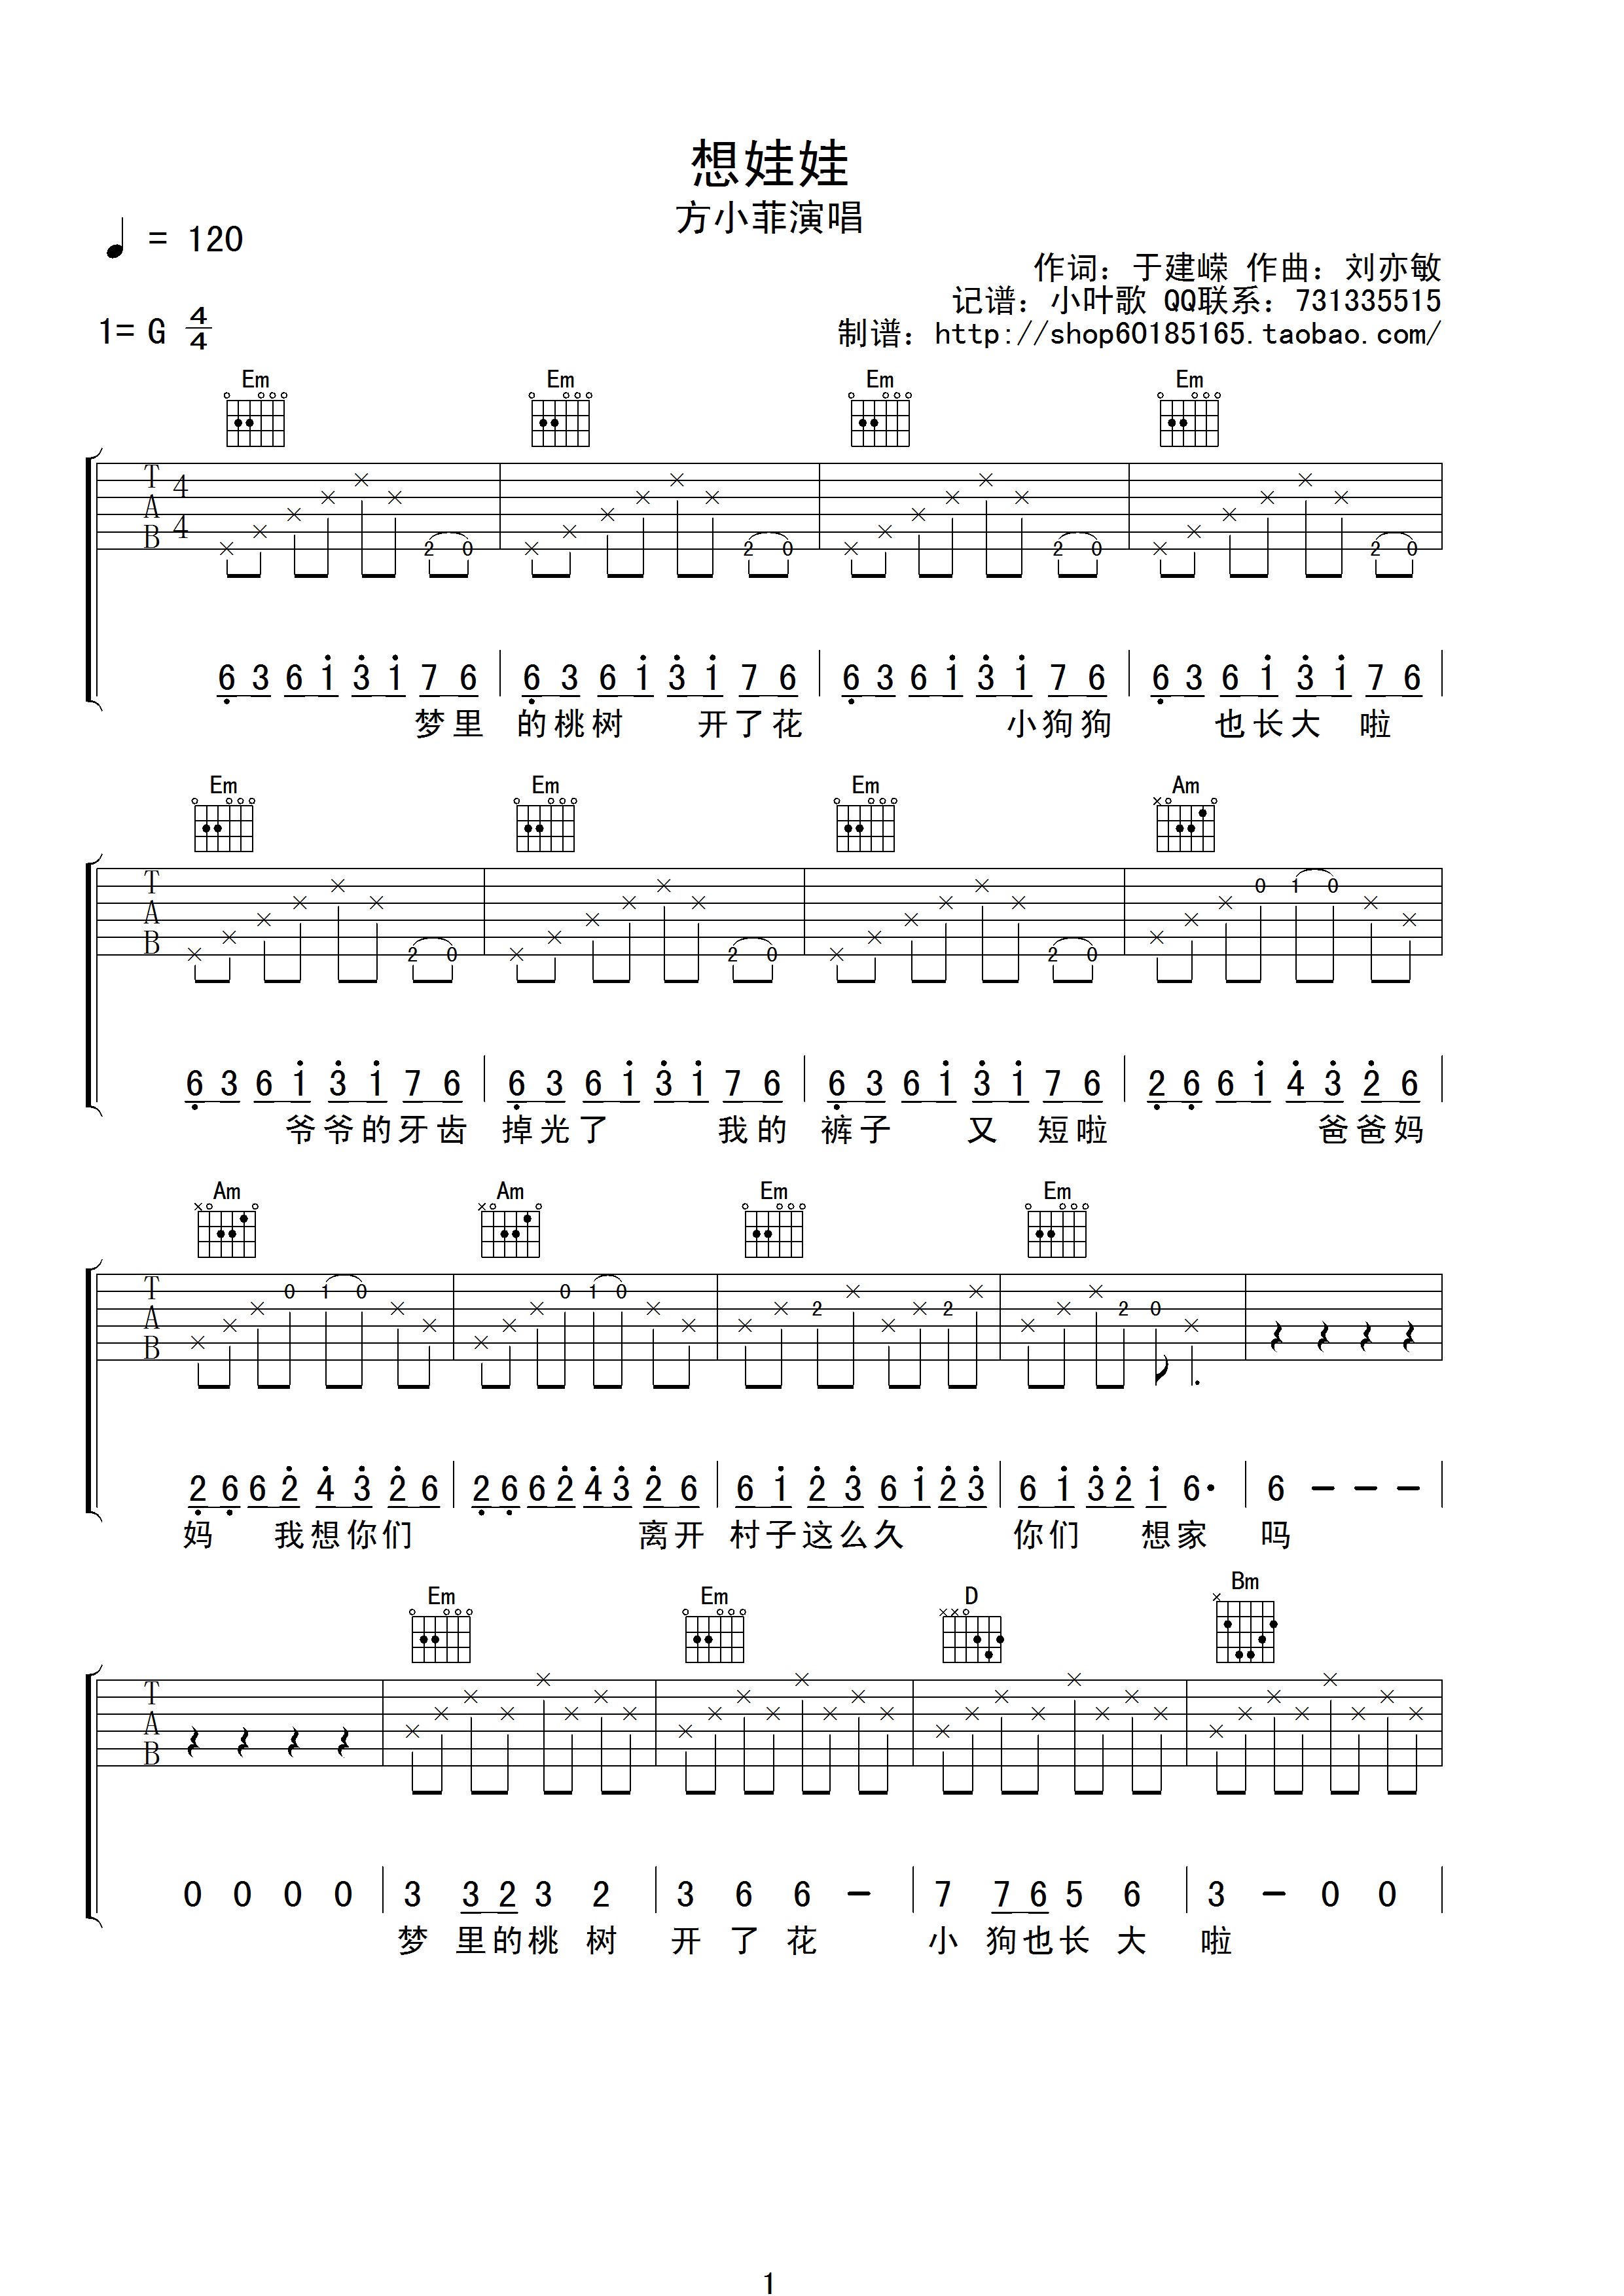 想娃娃
方小菲演唱
♩ = 120
作词：于建嵘 作曲：刘亦敏
记谱：小叶歌 QQ联系：731335515
1= G 4/4
制谱：http://shop60185165.taobao.com/
Em Em Em Em
T A B 4 4 2 0 2 0 2 0 2 0
6 3 6 1 3 1 7 6 | 6 3 6 1 3 1 7 6 | 6 3 6 1 3 1 7 6 | 6 3 6 1 3 1 7 6
梦里 的桃树 开了花 小狗狗 也长大 啦
Em Em Em Am
T A B 2 0 2 0 2 0 0 1 0
6 3 6 1 3 1 7 6 | 6 3 6 1 3 1 7 6 | 6 3 6 1 3 1 7 6 | 2 6 6 1 4 3 2 6
爷爷的牙齿 掉光了 我的 裤子 又 短啦 爸爸妈
Am Am Em Em
T A B 0 1 0 0 1 0 2 2 2 0
2 6 6 2 4 3 2 6 | 2 6 6 2 4 3 2 6 | 6 1 2 3 6 1 2 3 | 6 1 3 2 1 6· | 6 - - -
妈 我想你们 离开 村子这么久 你们 想家 吗
Em Em D Bm
T A B
0 0 0 0 | 3 3 2 3 2 | 3 6 6 - | 7 7 6 5 6 | 3 - 0 0
梦 里的桃 树 开 了 花 小 狗也长 大 啦
1